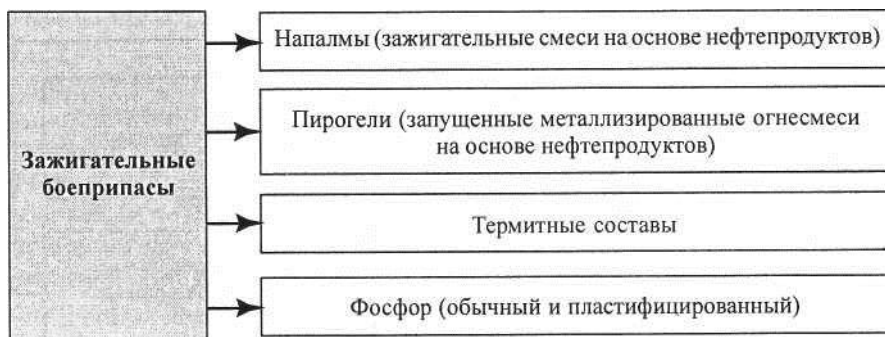 Зажигательные
боеприпасы
Напалмы (зажигательные смеси на основе нефтепродуктов)
Пирогели (запущенные металлизированные огнесмеси
на основе нефтепродуктов)
Термитные составы
Фосфор (обычный и пластифицированный)